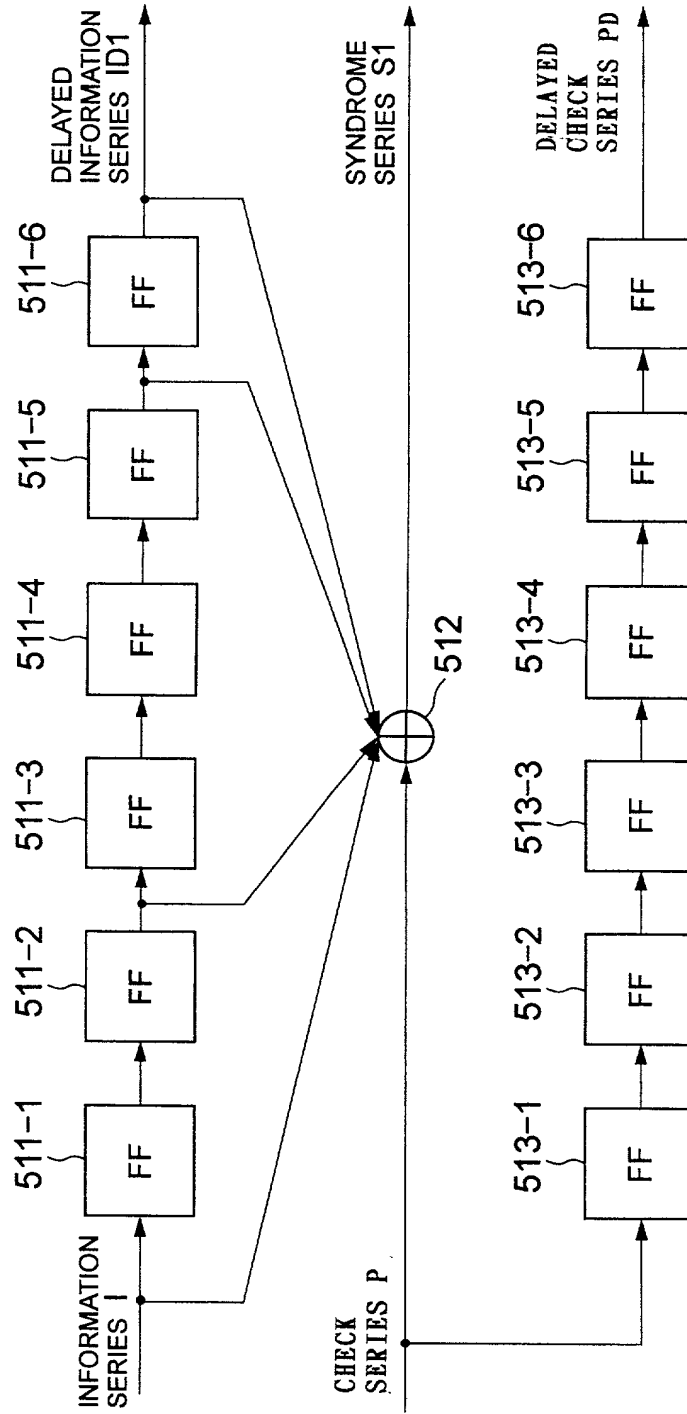 INFORMATION
SERIES I
511-1
FF
511-2
FF
511-3
FF
511-4
FF
511-5
FF
511-6
FF
DELAYED
INFORMATION
SERIES ID1
CHECK
SERIES P
512
SYNDROME
SERIES S1
513-1
FF
513-2
FF
513-3
FF
513-4
FF
513-5
FF
513-6
FF
DELAYED
CHECK
SERIES PD